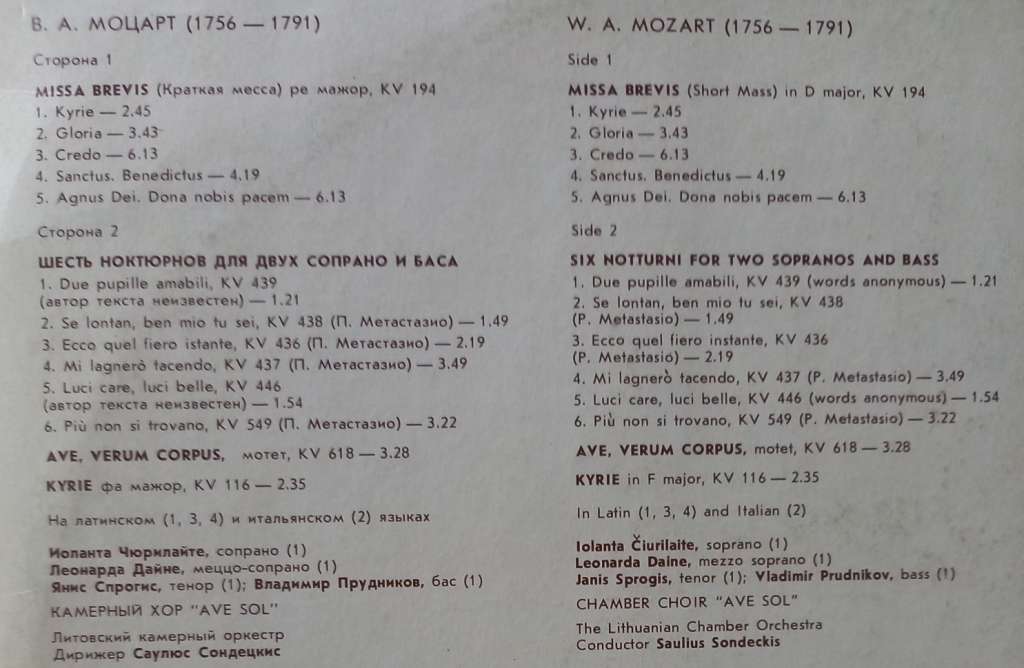 В. А. МОЦАРТ (1756 — 1791)
Сторона 1
MISSA BREVIS (Краткая месса) ре мажор, KV 194
1. Kyrie — 2.45
2. Gloria — 3.43
3. Credo — 6.13
4. Sanctus. Benedictus — 4.19
5. Agnus Dei. Dona nobis pacem — 6.13
Сторона 2
ШЕСТЬ НОКТЮРНОВ ДЛЯ ДВУХ СОПРАНО И БАСА
1. Due pupille amabili, KV 439
(автор текста неизвестен) — 1.21
2. Se lontan, ben mio tu sei, KV 438 (П. Метастазио) — 1.49
3. Ecco quel fiero istante, KV 436 (П. Метастазио) — 2.19
4. Mi lagnerò tacendo, KV 437 (П. Метастазио) — 3.49
5. Luci care, luci belle, KV 446
(автор текста неизвестен) — 1.54
6. Più non si trovano, KV 549 (П. Метастазио) — 3.22
AVE, VERUM CORPUS, мотет, KV 618 — 3.28
KYRIE фа мажор, KV 116 — 2.35
На латинском (1, 3, 4) и итальянском (2) языках
Иоланта Чюрилайте, сопрано (1)
Леонарда Дайне, меццо-сопрано (1)
Янис Спрогис, тенор (1); Владимир Прудников, бас (1)
КАМЕРНЫЙ ХОР "AVE SOL"
Литовский камерный оркестр
Дирижер Саулюс Сондецкис
W. A. MOZART (1756 — 1791)
Side 1
MISSA BREVIS (Short Mass) in D major, KV 194
1. Kyrie — 2.45
2. Gloria — 3.43
3. Credo — 6.13
4. Sanctus. Benedictus — 4.19
5. Agnus Dei. Dona nobis pacem — 6.13
Side 2
SIX NOTTURNI FOR TWO SOPRANOS AND BASS
1. Due pupille amabili, KV 439 (words anonymous) — 1.21
2. Se lontan, ben mio tu sei, KV 438
(P. Metastasio) — 1.49
3. Ecco quel fiero instante, KV 436
(P. Metastasio) — 2.19
4. Mi lagnerò tacendo, KV 437 (P. Metastasio) — 3.49
5. Luci care, luci belle, KV 446 (words anonymous) — 1.54
6. Più non si trovano, KV 549 (P. Metastasio) — 3.22
AVE, VERUM CORPUS, motet, KV 618 — 3.28
KYRIE in F major, KV 116 — 2.35
In Latin (1, 3, 4) and Italian (2)
Iolanta Čiurilaite, soprano (1)
Leonarda Daine, mezzo soprano (1)
Janis Sprogis, tenor (1); Vladimir Prudnikov, bass (1)
CHAMBER CHOIR "AVE SOL"
The Lithuanian Chamber Orchestra
Conductor Saulius Sondeckis